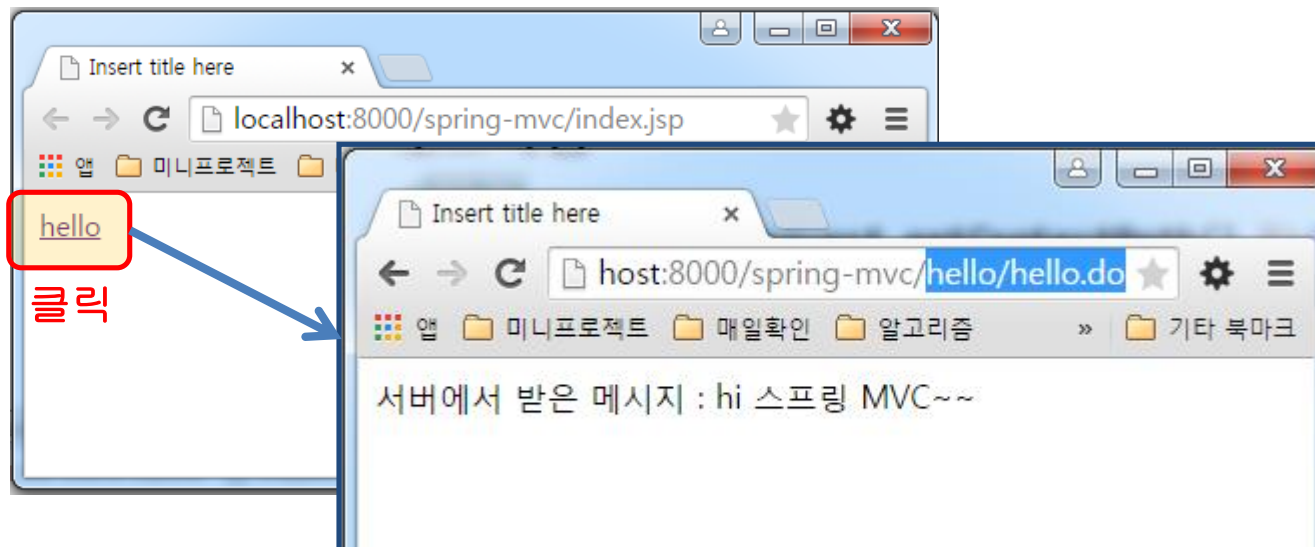 Insert title here
localhost:8000/spring-mvc/index.jsp
앱 미니프로젝트
hello
클릭
Insert title here
host:8000/spring-mvc/hello/hello.do
앱 미니프로젝트 매일확인 알고리즘 » 기타 북마크
서버에서 받은 메시지 : hi 스프링 MVC~~